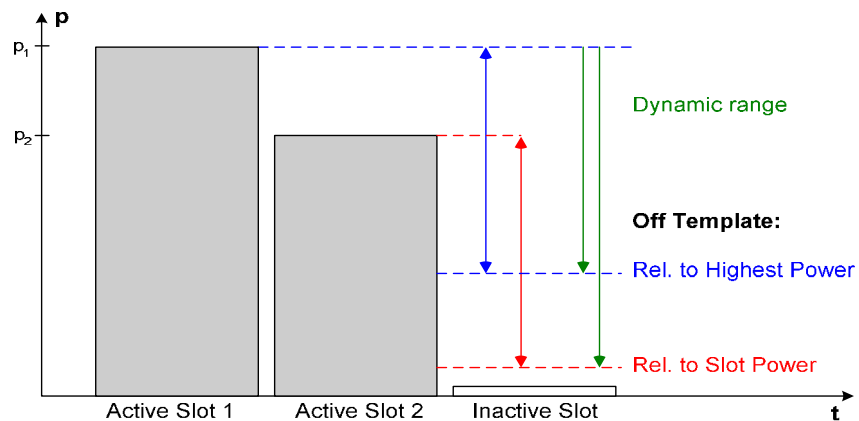 p
p1
p2
Dynamic range
Off Template:
Rel. to Highest Power
Rel. to Slot Power
Active Slot 1
Active Slot 2
Inactive Slot
t